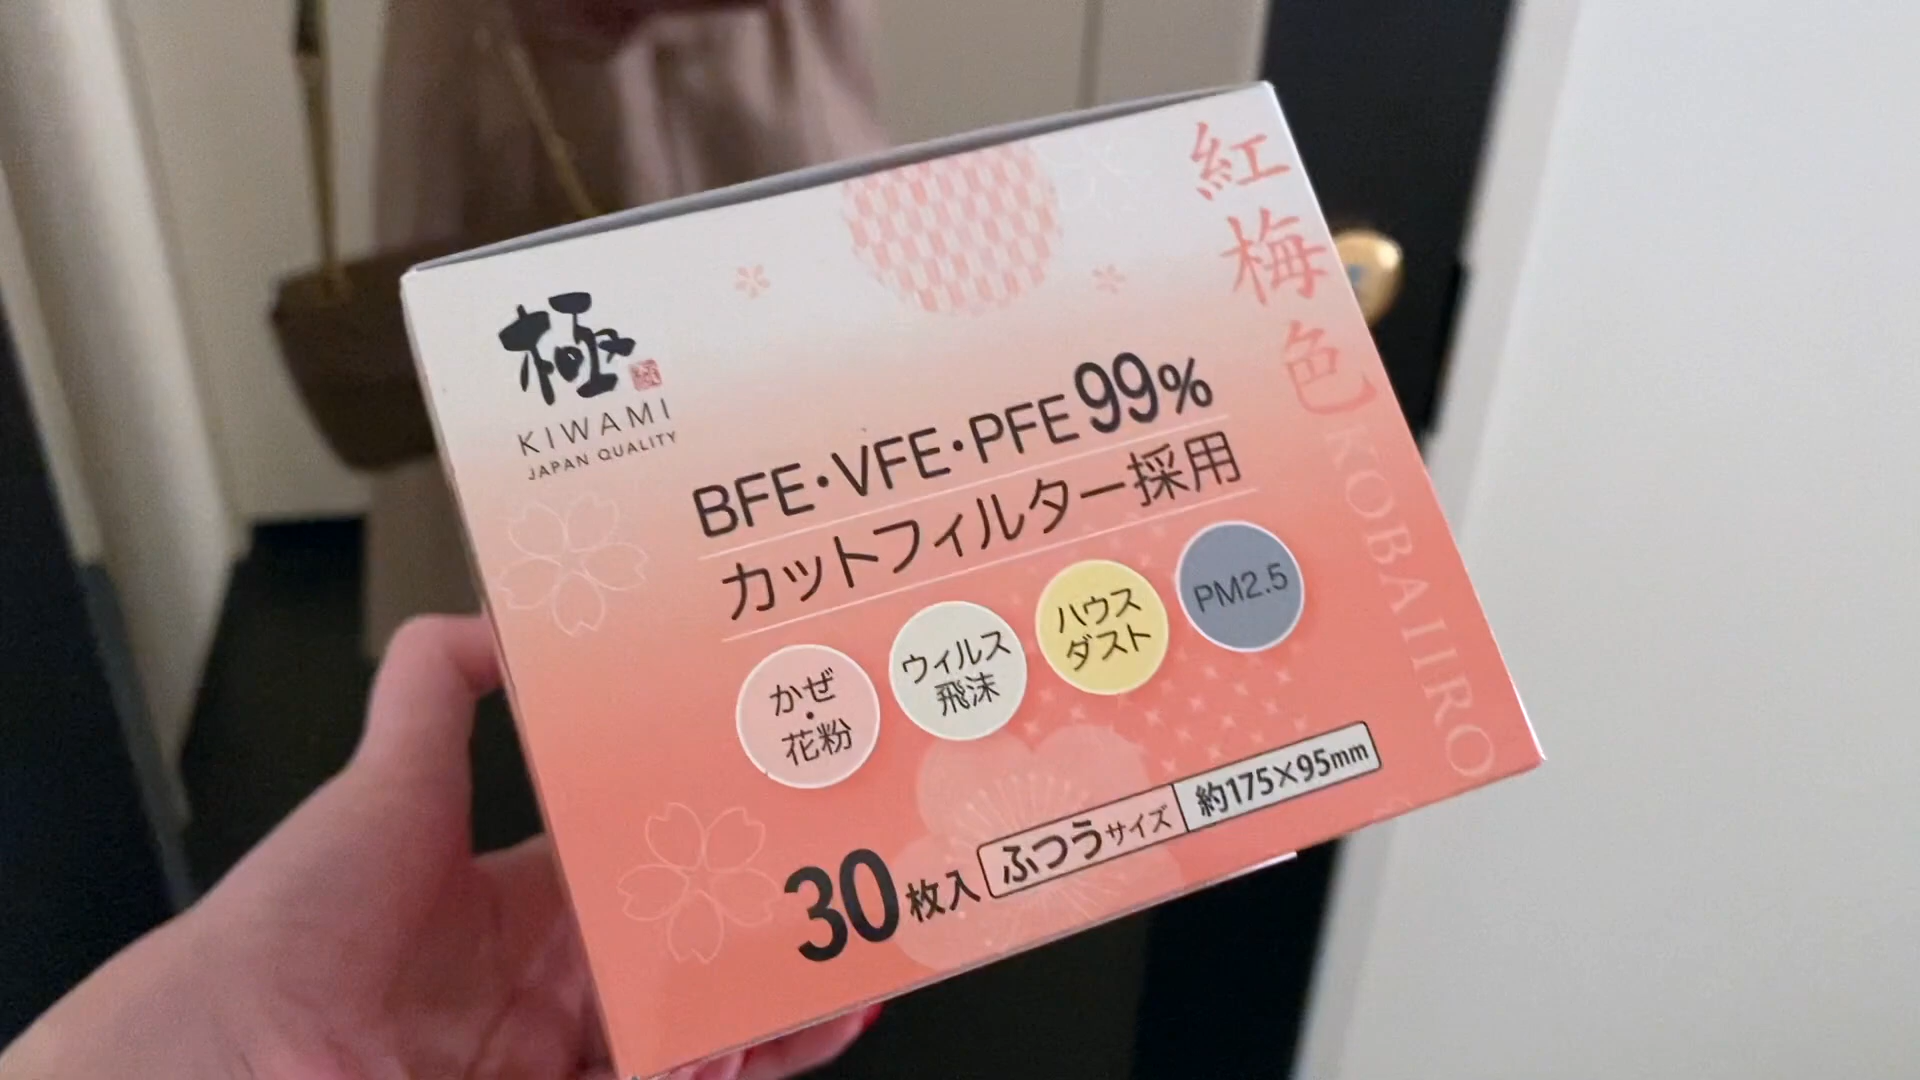 極
KIWAMI
JAPAN QUALITY
紅梅色
KOBAIIRO
BFE・VFE・PFE99%
カットフィルター採用
かぜ
・
花粉
ウィルス
飛沫
ハウス
ダスト
PM2.5
30枚入
ふつうサイズ 約175×95mm